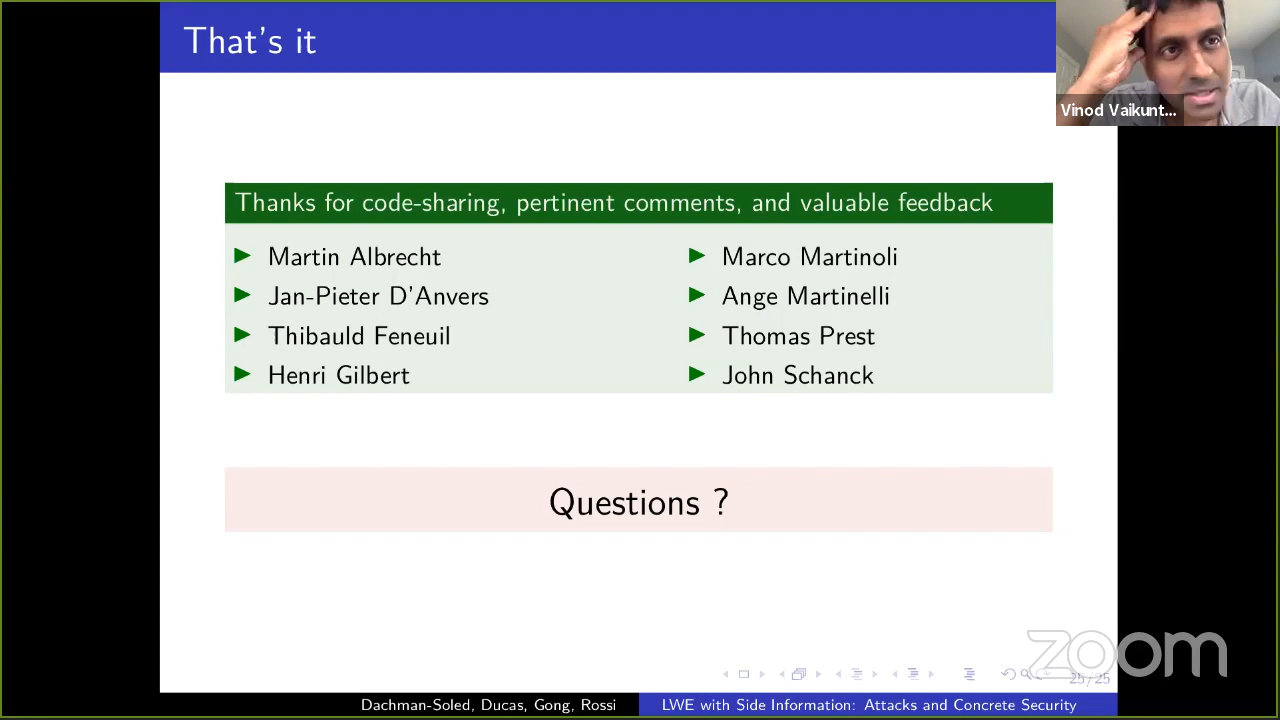 That's it
Vinod Vaikunt...
Thanks for code-sharing, pertinent comments, and valuable feedback
Martin Albrecht
Jan-Pieter D'Anvers
Thibauld Feneuil
Henri Gilbert
Marco Martinoli
Ange Martinelli
Thomas Prest
John Schanck
Questions ?
zoom
25/25
Dachman-Soled, Ducas, Gong, Rossi
LWE with Side Information: Attacks and Concrete Security